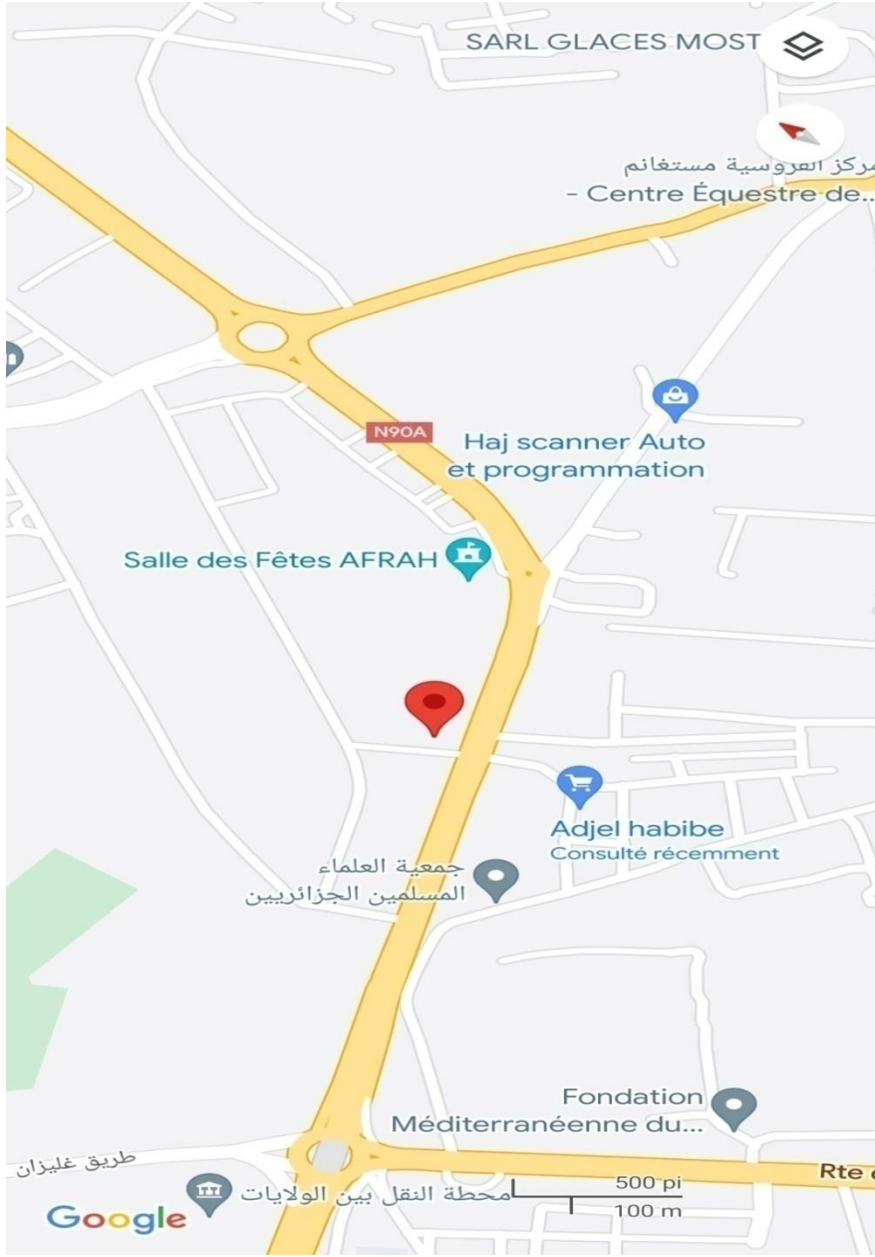 SARL GLACES MOST
مركز الفروسية مستغانم
- Centre Équestre de...
N90A
Haj scanner Auto
et programmation
Salle des Fêtes AFRAH
Adjel habibe
Consulté récemment
جمعية العلماء
المسلمين الجزائريين
Fondation
Méditerranéenne du...
طريق غليزان
Rte
محطة النقل بين الولايات
500 pi
100 m
Google